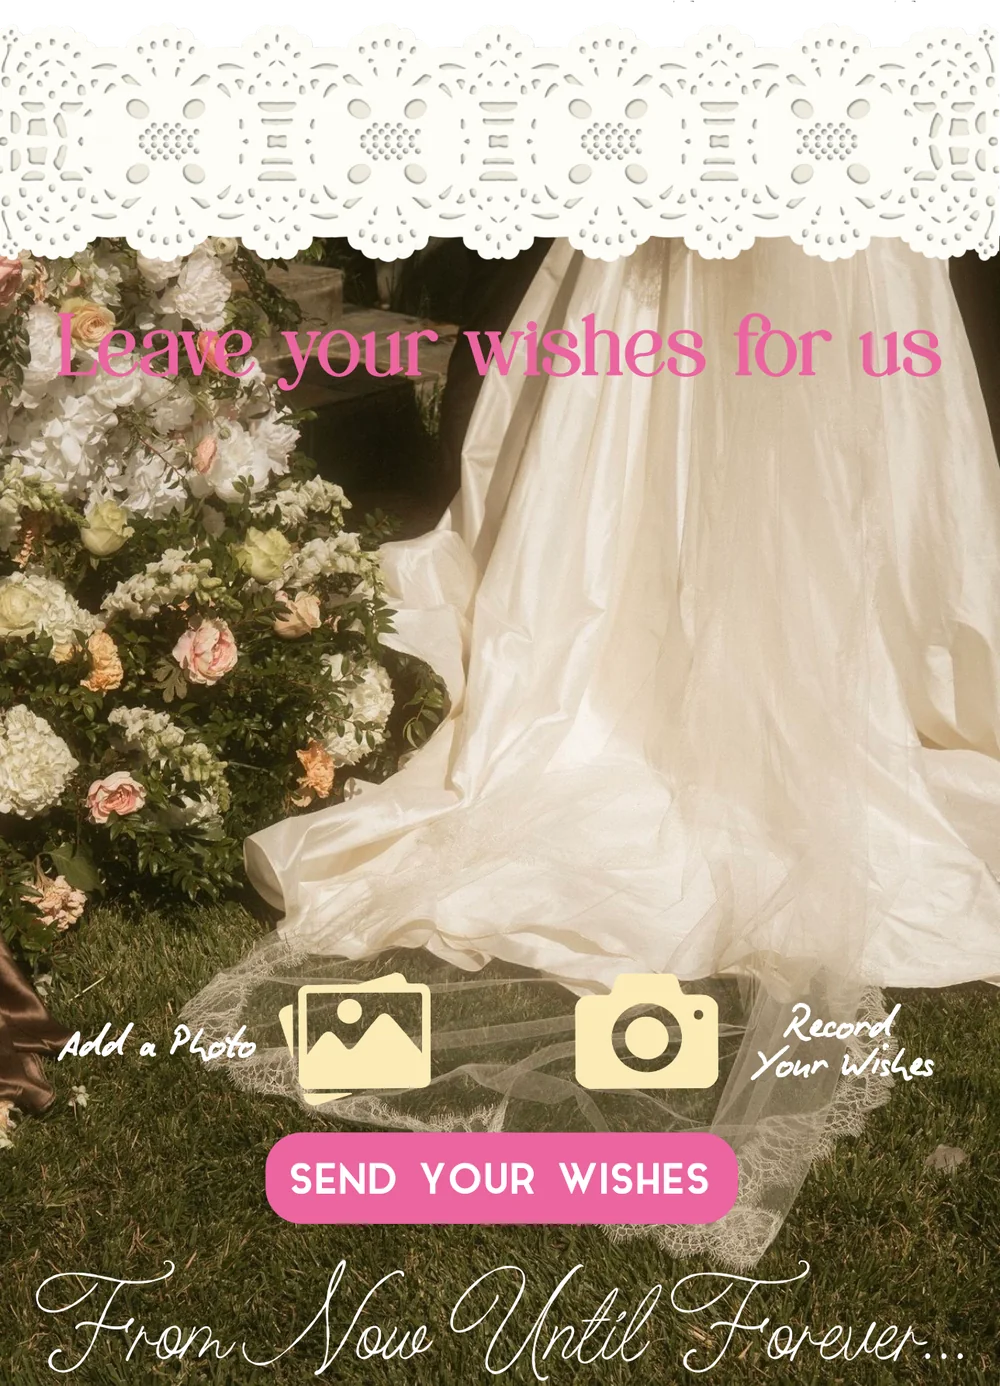 Leave your wishes for us
Add a Photo
Record
Your Wishes
SEND YOUR WISHES
From Now Until Forever...